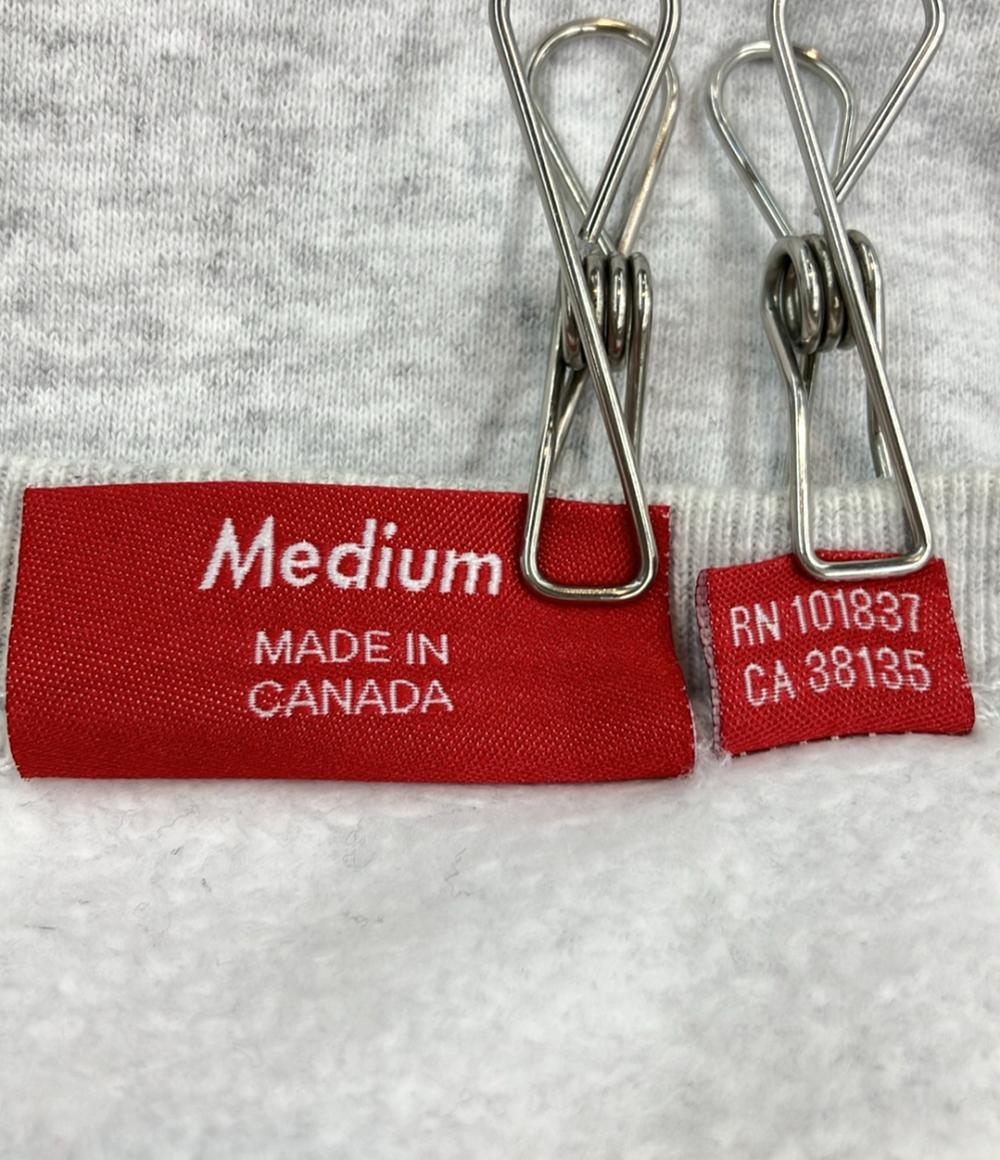 Medium
MADE IN
CANADA
RN 101837
CA 38135